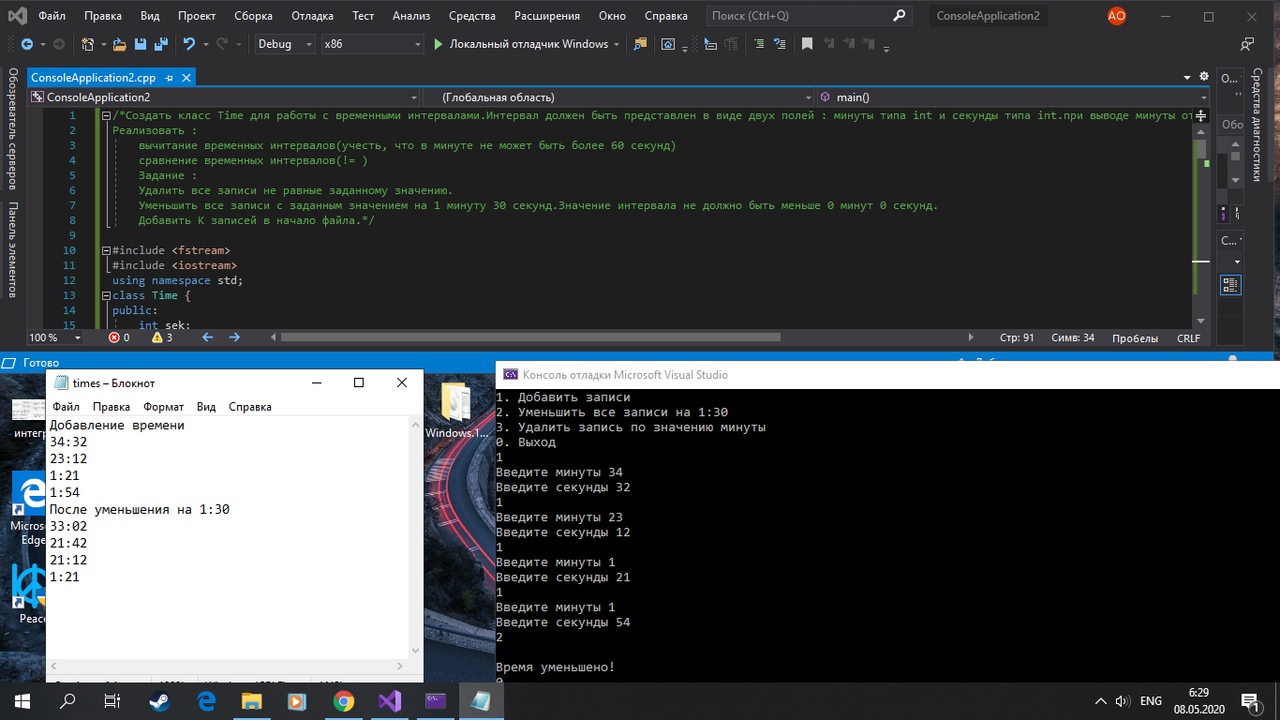 Файл Правка Вид Проект Сборка Отладка Тест Анализ Средства Расширения Окно Справка Поиск (Ctrl+Q) ConsoleApplication2 АО
Debug x86 Локальный отладчик Windows
Обозреватель серверов
Панель элементов
ConsoleApplication2.cpp
ConsoleApplication2 (Глобальная область) main()
1 /*Создать класс Time для работы с временными интервалами.Интервал должен быть представлен в виде двух полей : минуты типа int и секунды типа int.при выводе минуты от
2 Реализовать :
3 вычитание временных интервалов(учесть, что в минуте не может быть более 60 секунд)
4 сравнение временных интервалов(!= )
5 Задание :
6 Удалить все записи не равные заданному значению.
7 Уменьшить все записи с заданным значением на 1 минуту 30 секунд.Значение интервала не должно быть меньше 0 минут 0 секунд.
8 Добавить К записей в начало файла.*/
9
10 #include <fstream>
11 #include <iostream>
12 using namespace std;
13 class Time {
14 public:
15 int sek;
О...
Обо
С...
Средства диагностики
100 % 0 3 Стр: 91 Симв: 34 Пробелы CRLF
Готово
times – Блокнот
Файл Правка Формат Вид Справка
Добавление времени
34:32
23:12
1:21
1:54
После уменьшения на 1:30
33:02
21:42
21:12
1:21
интегр
Micros
Edge
Peace
Windows.1...
Консоль отладки Microsoft Visual Studio
1. Добавить записи
2. Уменьшить все записи на 1:30
3. Удалить запись по значению минуты
0. Выход
1
Введите минуты 34
Введите секунды 32
1
Введите минуты 23
Введите секунды 12
1
Введите минуты 1
Введите секунды 21
1
Введите минуты 1
Введите секунды 54
2
Время уменьшено!
0
ENG 6:29
08.05.2020
1